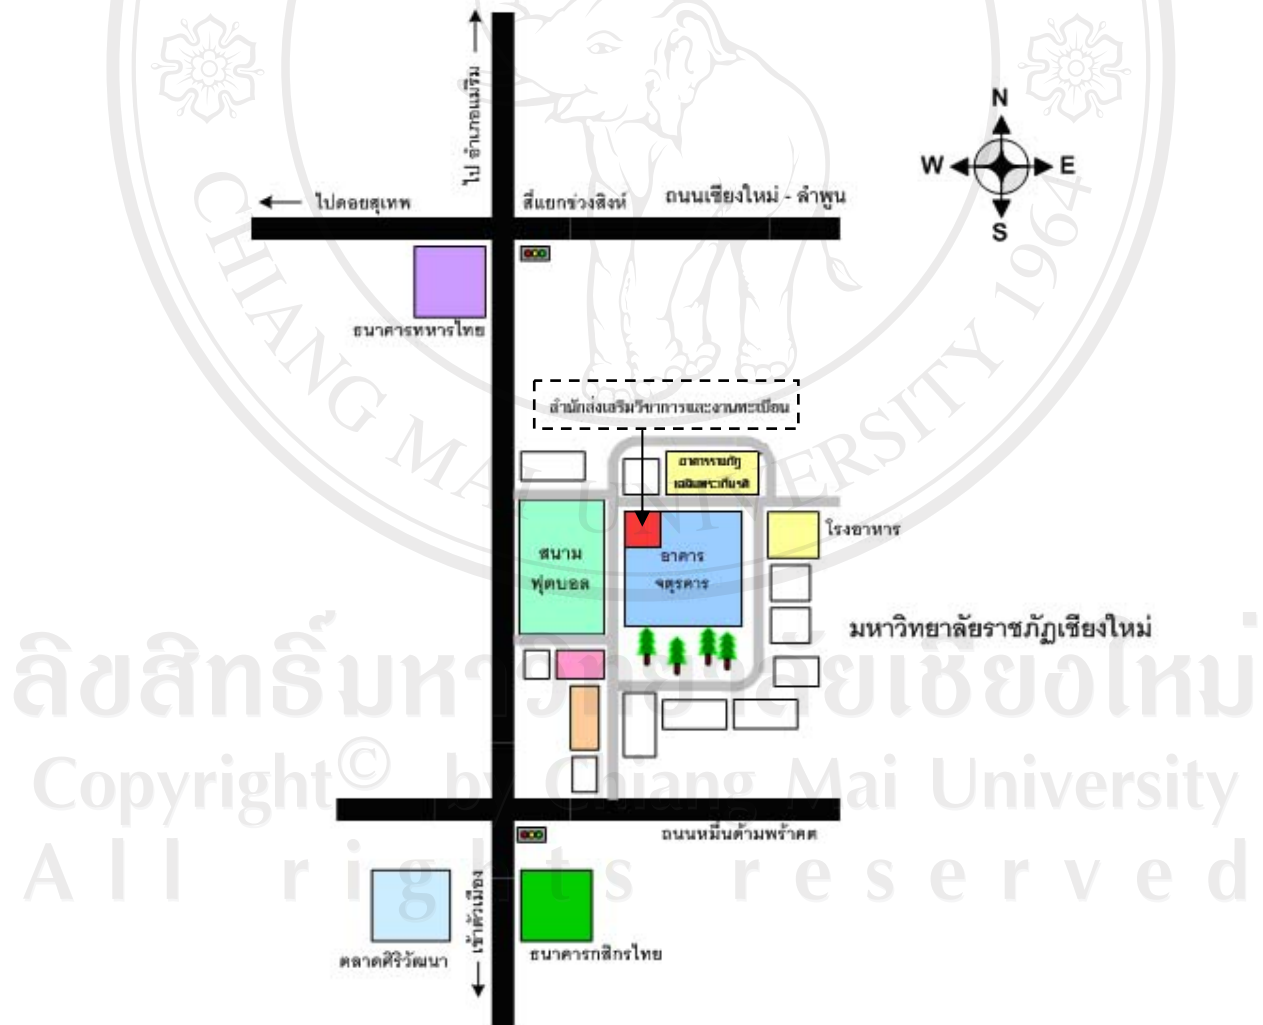 ไป อำเภอแม่ริม
N
W
E
S
ไปดอยสุเทพ
สี่แยกข่วงสิงห์
ถนนเชียงใหม่ - ลำพูน
ธนาคารทหารไทย
CHIANG MAI UNIVERSITY 1964
สำนักส่งเสริมวิชาการและงานทะเบียน
อาคารราชภัฏ
เฉลิมพระเกียรติ
โรงอาหาร
สนาม
ฟุตบอล
อาคาร
จตุรคาร
มหาวิทยาลัยราชภัฏเชียงใหม่
ลิขสิทธิ์มหาวิทยาลัยเชียงใหม่
Copyright© by Chiang Mai University
All rights reserved
ถนนหมื่นด้ามพร้าคต
เข้าตัวเมือง
ตลาดศิริวัฒนา
ธนาคารกสิกรไทย